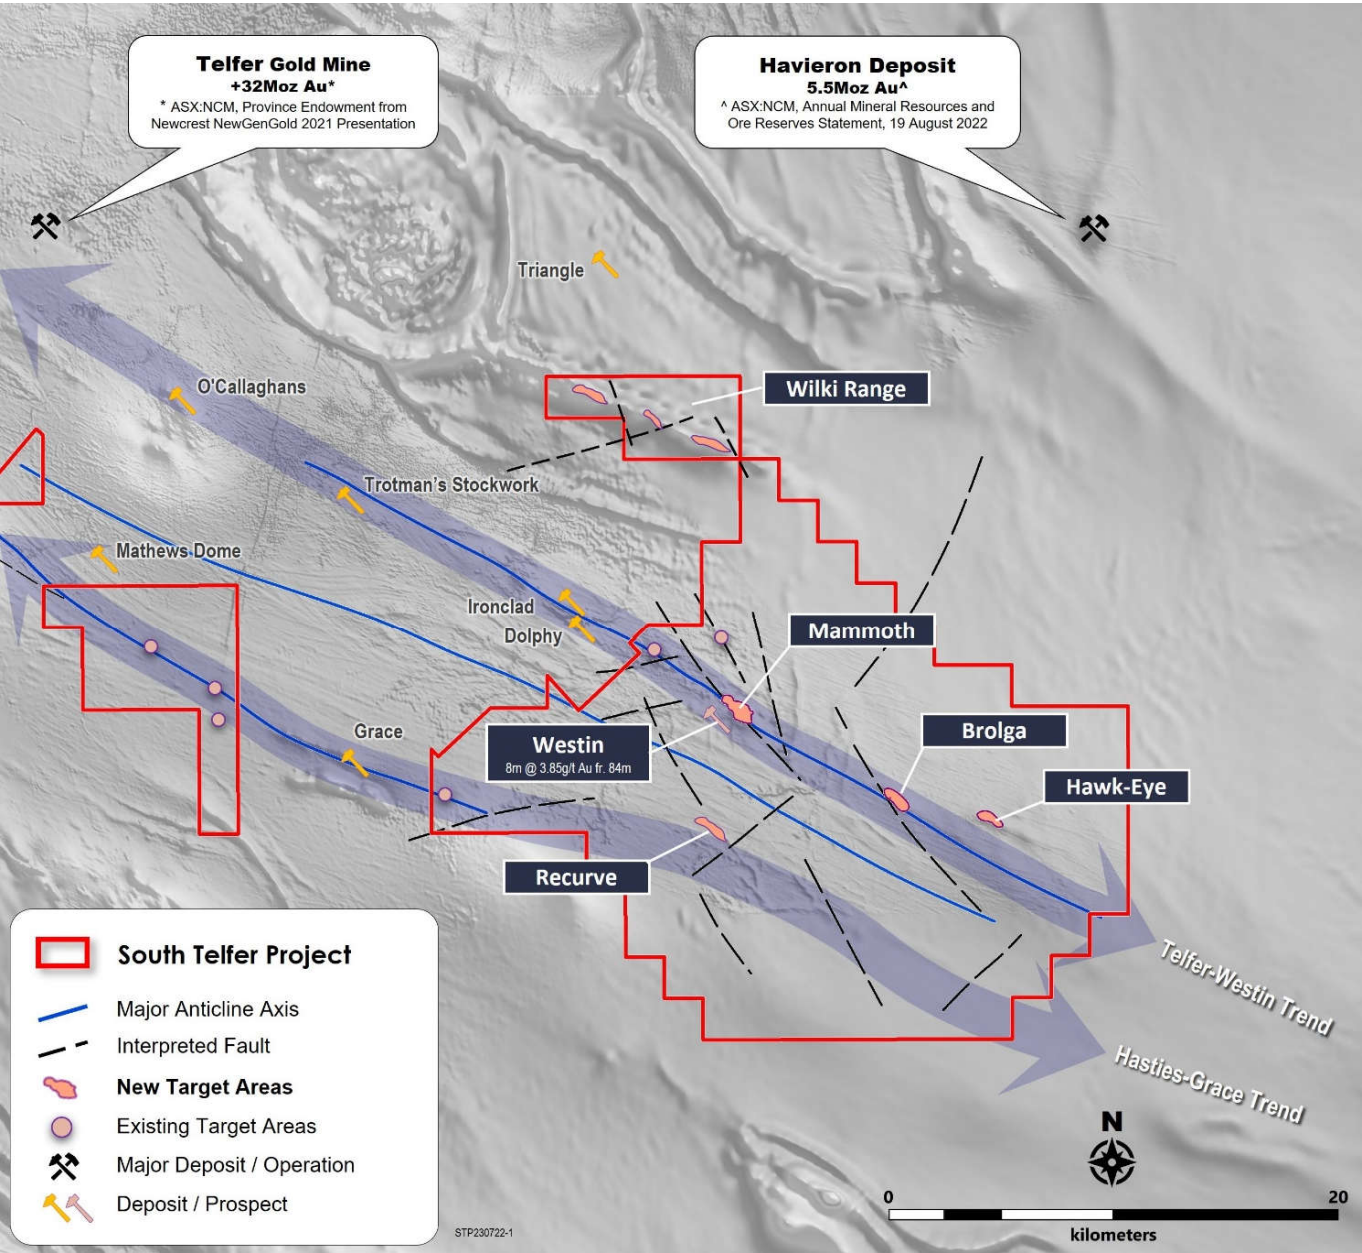 Telfer Gold Mine
+32Moz Au*
* ASX:NCM, Province Endowment from
Newcrest NewGenGold 2021 Presentation
Havieron Deposit
5.5Moz Au^
^ ASX:NCM, Annual Mineral Resources and
Ore Reserves Statement, 19 August 2022
Triangle
O'Callaghans
Wilki Range
Trotman's Stockwork
Mathews Dome
Ironclad
Dolphy
Mammoth
Grace
Westin
8m @ 3.85g/t Au fr. 84m
Brolga
Hawk-Eye
Recurve
Telfer-Westin Trend
Hasties-Grace Trend
South Telfer Project
Major Anticline Axis
Interpreted Fault
New Target Areas
Existing Target Areas
Major Deposit / Operation
Deposit / Prospect
STP230722-1
N
0 20
kilometers